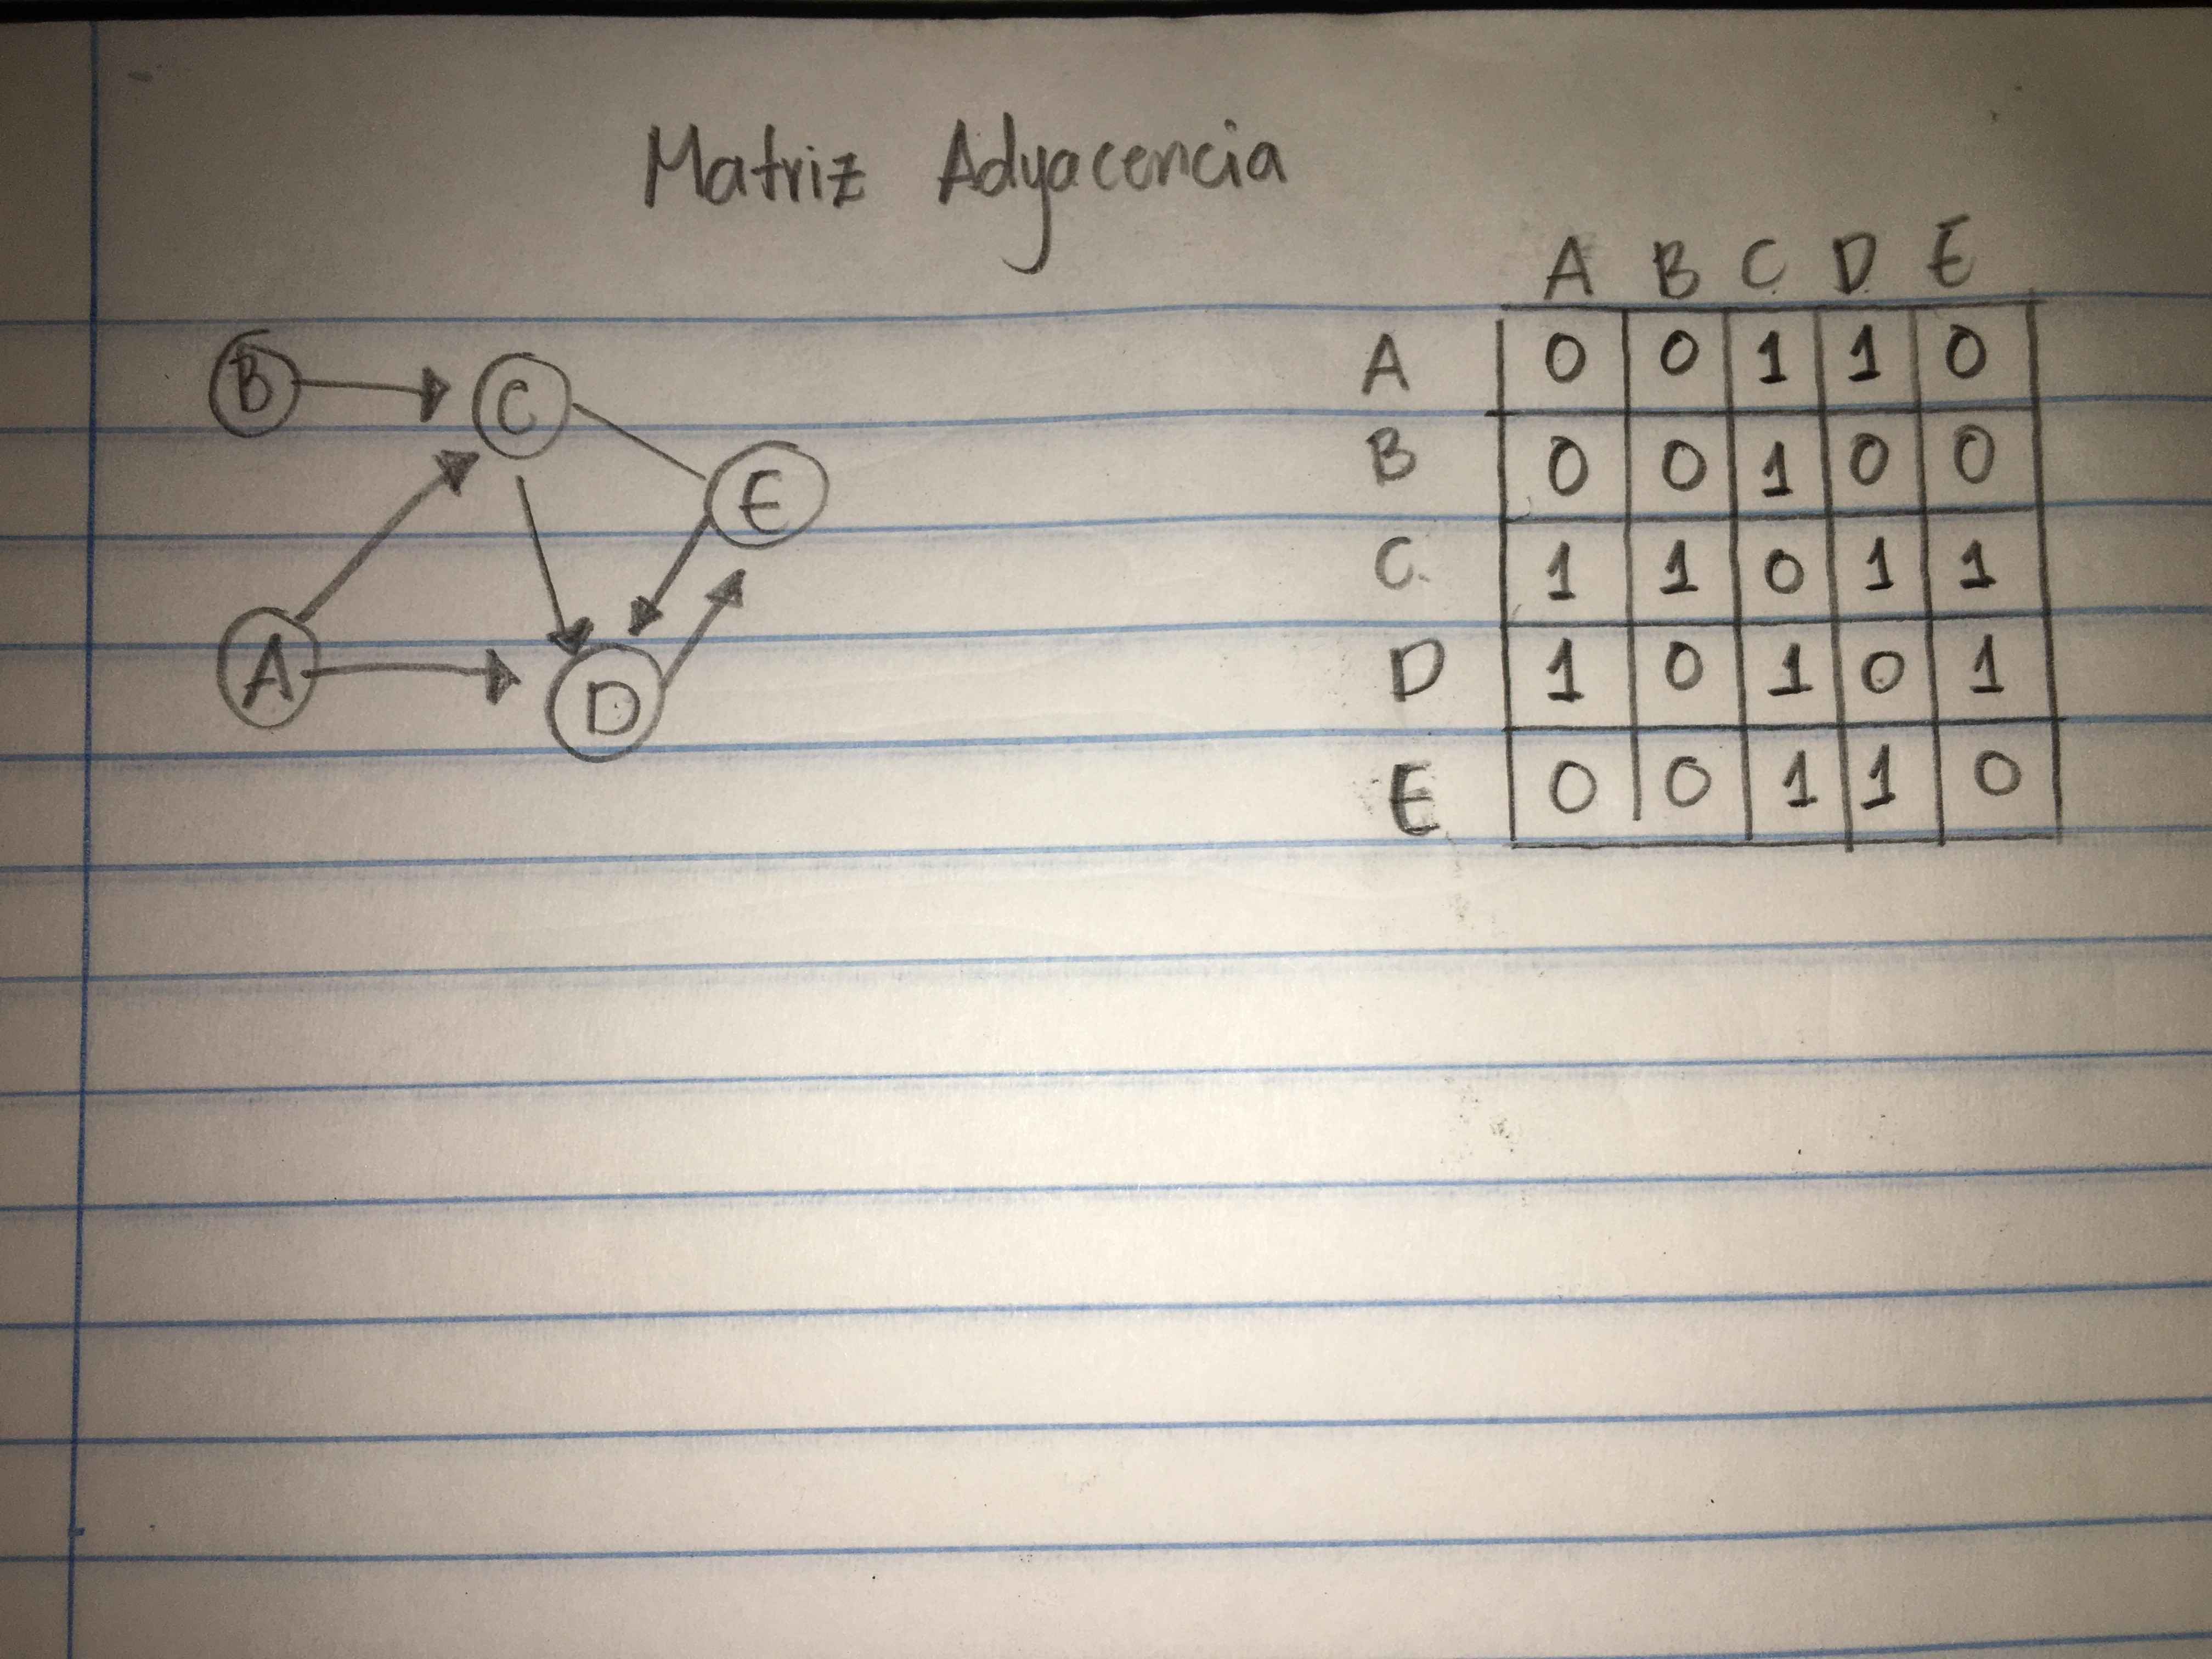 Matriz Adyacencia
A B C D E
A 0 0 1 1 0
B 0 0 1 0 0
C. 1 1 0 1 1
D 1 0 1 0 1
E 0 0 1 1 0
B
C
E
A
D